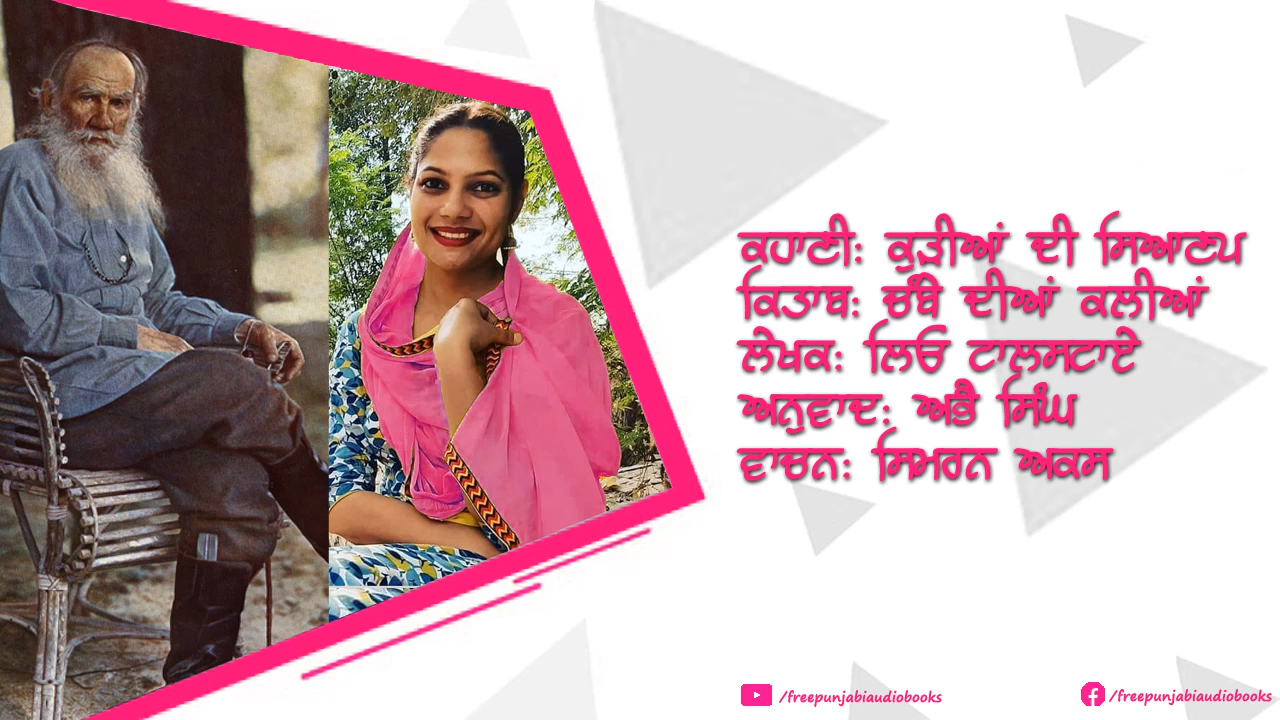 ਕਹਾਣੀ: ਕੁੜੀਆਂ ਦੀ ਸਿਆਣਪ
ਕਿਤਾਬ: ਚੰਬੇ ਦੀਆਂ ਕਲੀਆਂ
ਲੇਖਕ: ਲਿਓ ਟਾਲਸਟਾਏ
ਅਨੁਵਾਦ: ਅਭੈ ਸਿੰਘ
ਵਾਚਨ: ਸਿਮਰਨ ਅਕਸ
/freepunjabiaudiobooks
/freepunjabiaudiobooks